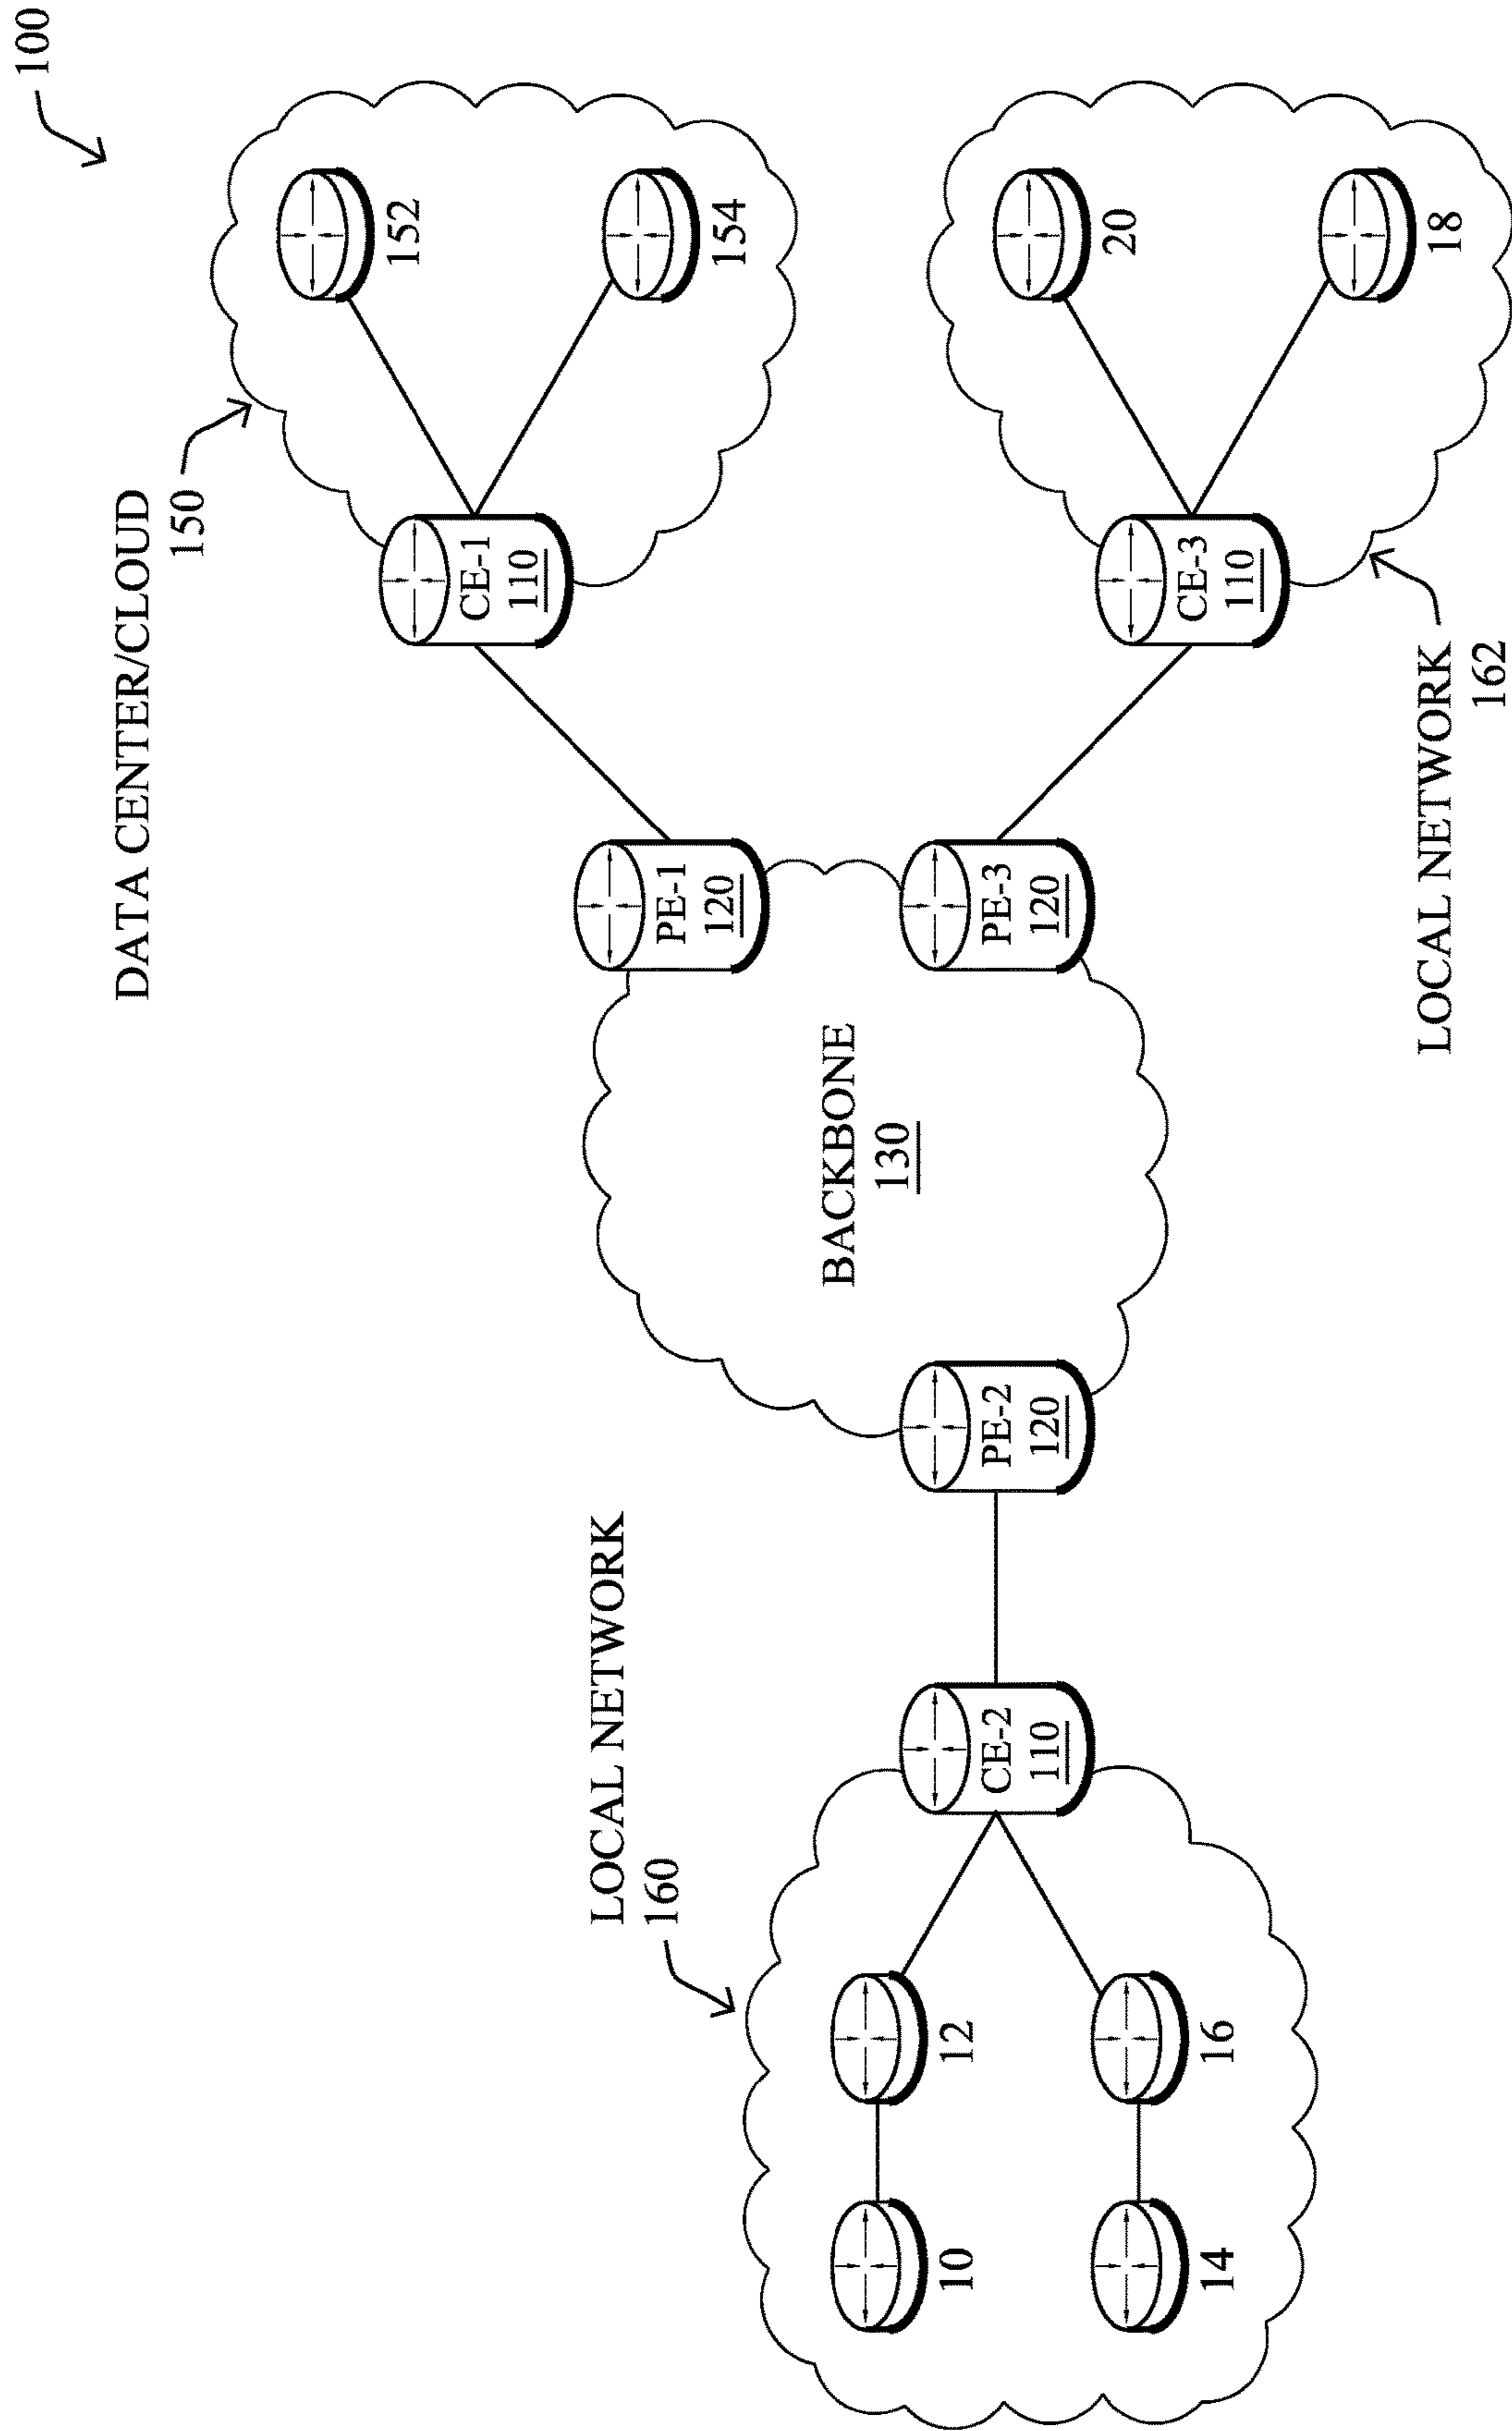 100
DATA CENTER/CLOUD
150
152
154
CE-1
110
PE-1
120
BACKBONE
130
PE-3
120
PE-2
120
LOCAL NETWORK
160
CE-2
110
12
10
16
14
CE-3
110
20
18
LOCAL NETWORK
162